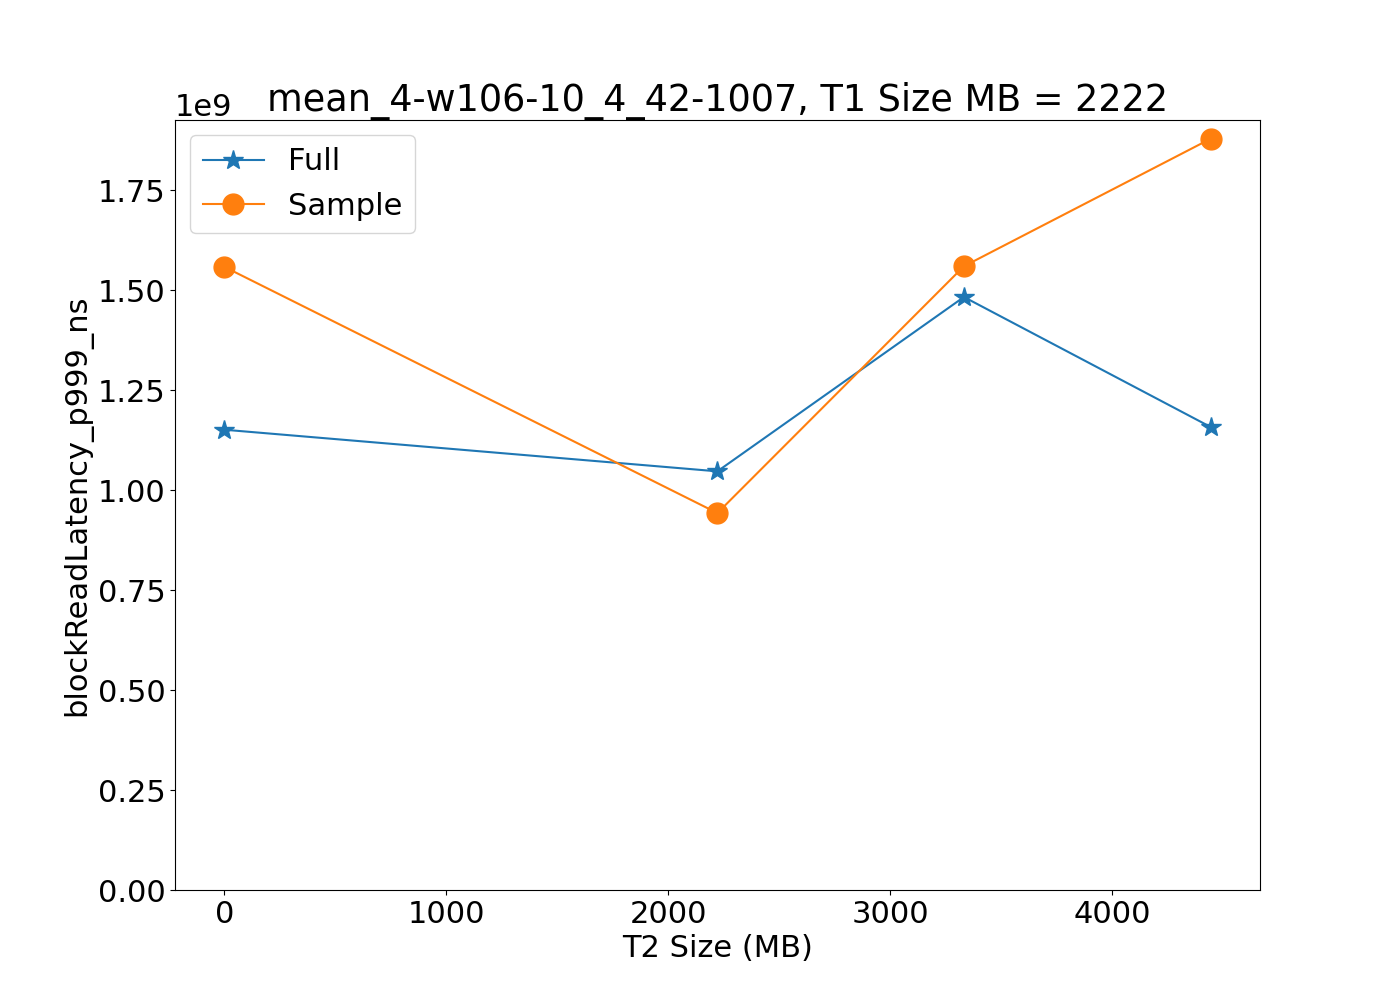 1e9
mean_4-w106-10_4_42-1007, T1 Size MB = 2222
Full
Sample
blockReadLatency_p999_ns
1.75
1.50
1.25
1.00
0.75
0.50
0.25
0.00
0 1000 2000 3000 4000
T2 Size (MB)